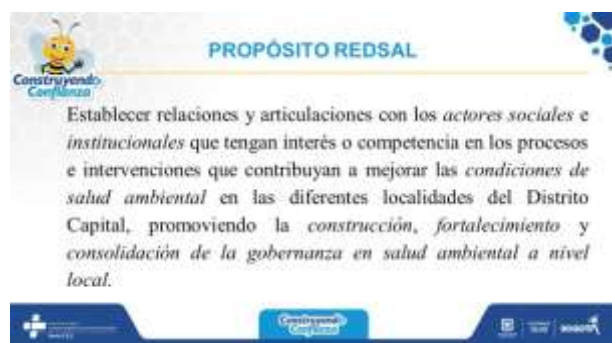 PROPÓSITO REDSAL
Construyendo
Confianza
Establecer relaciones y articulaciones con los actores sociales e
institucionales que tengan interés o competencia en los procesos
e intervenciones que contribuyan a mejorar las condiciones de
salud ambiental en las diferentes localidades del Distrito
Capital, promoviendo la construcción, fortalecimiento y
consolidación de la gobernanza en salud ambiental a nivel
local.
Construyendo
Confianza
BOGOTÁ